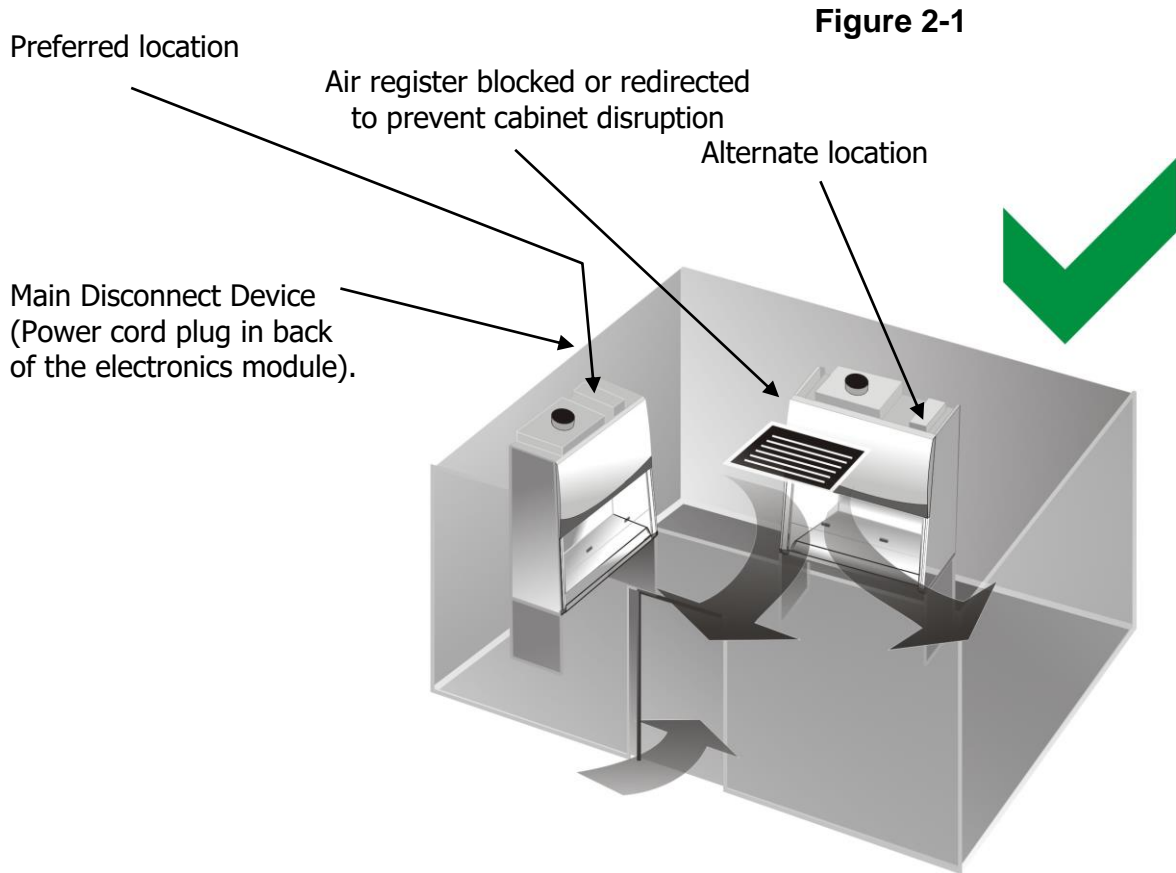 Figure 2-1
Preferred location
Air register blocked or redirected
to prevent cabinet disruption
Alternate location
Main Disconnect Device
(Power cord plug in back
of the electronics module).